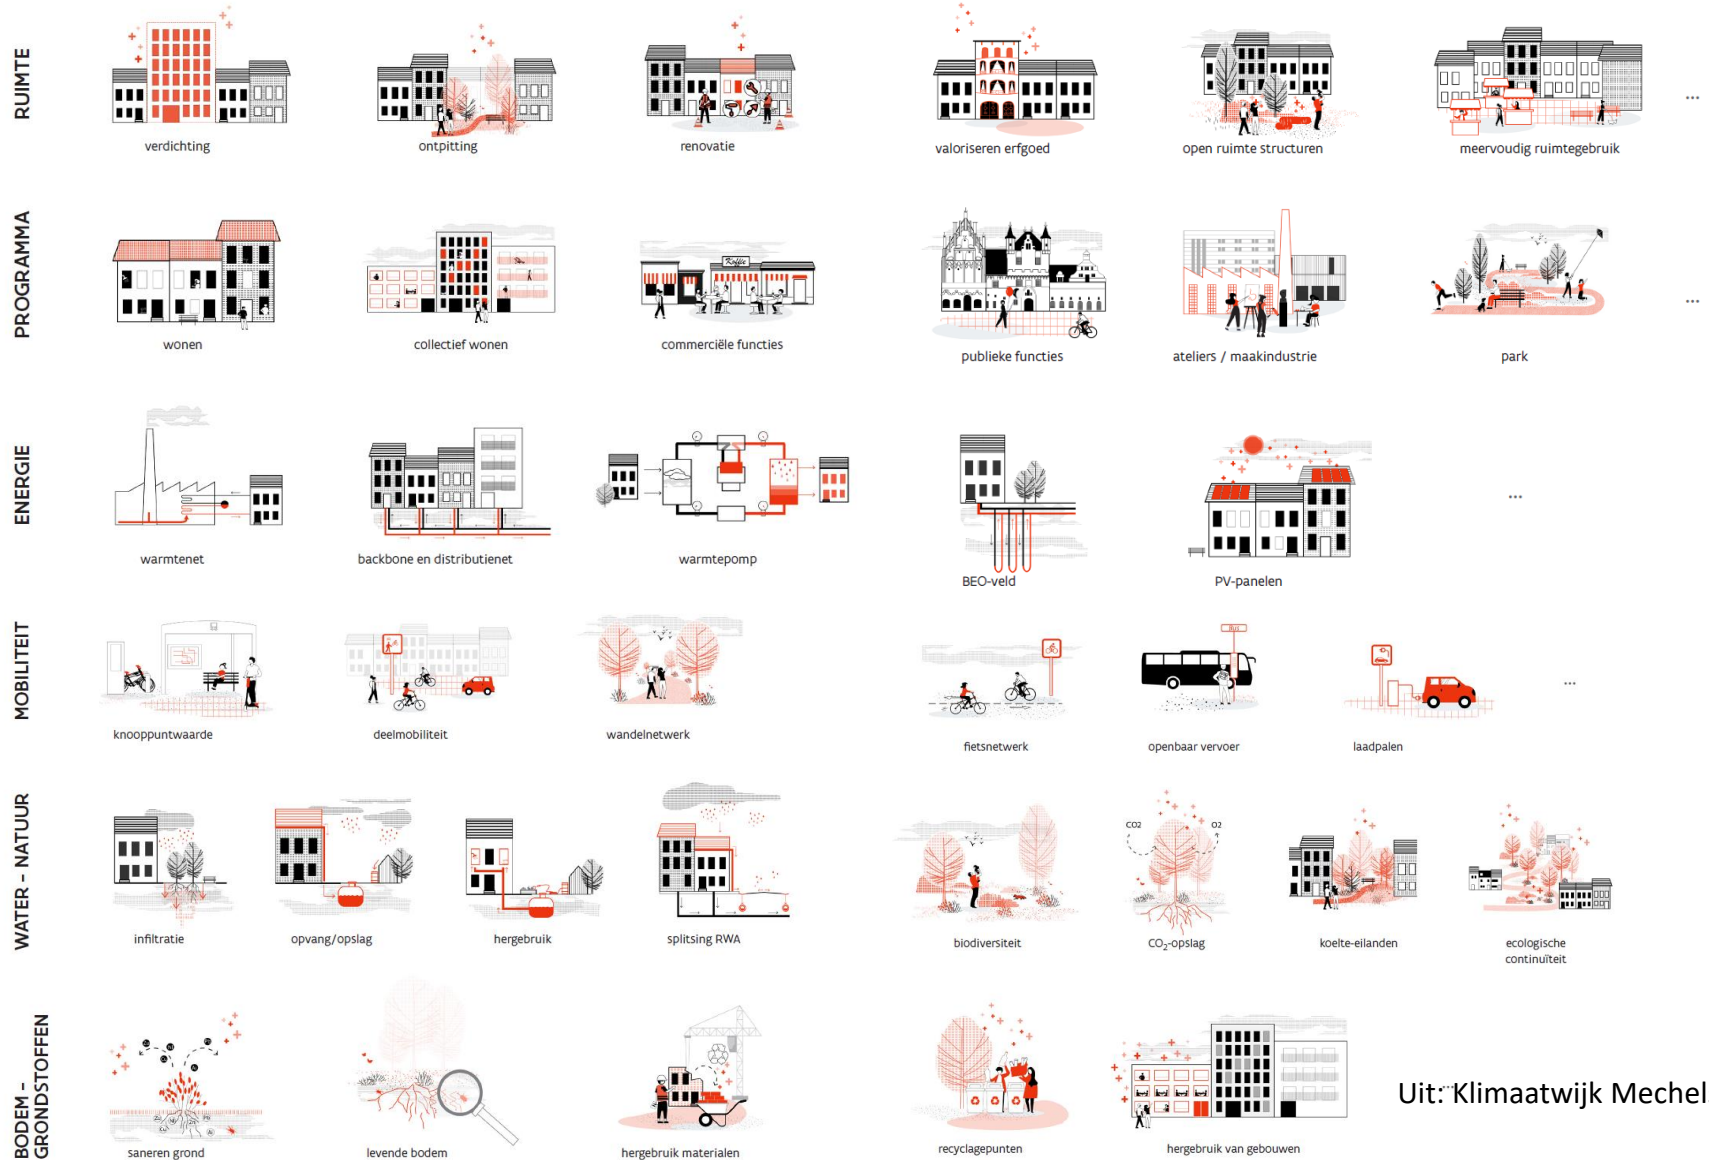 RUIMTE
verdichting
ontpitting
renovatie
valoriseren erfgoed
open ruimte structuren
meervoudig ruimtegebruik
...
PROGRAMMA
Koffie
wonen
collectief wonen
commerciële functies
publieke functies
ateliers / maakindustrie
park
...
ENERGIE
warmtenet
backbone en distributienet
warmtepomp
BEO-veld
PV-panelen
...
MOBILITEIT
Bus
knooppuntwaarde
deelmobiliteit
wandelnetwerk
fietsnetwerk
openbaar vervoer
laadpalen
...
WATER – NATUUR
CO2
O2
infiltratie
opvang/opslag
hergebruik
splitsing RWA
biodiversiteit
CO₂-opslag
koelte-eilanden
ecologische
continuïteit
BODEM –
GRONDSTOFFEN
saneren grond
levende bodem
hergebruik materialen
recyclagepunten
hergebruik van gebouwen
...
Uit: Klimaatwijk Mechel